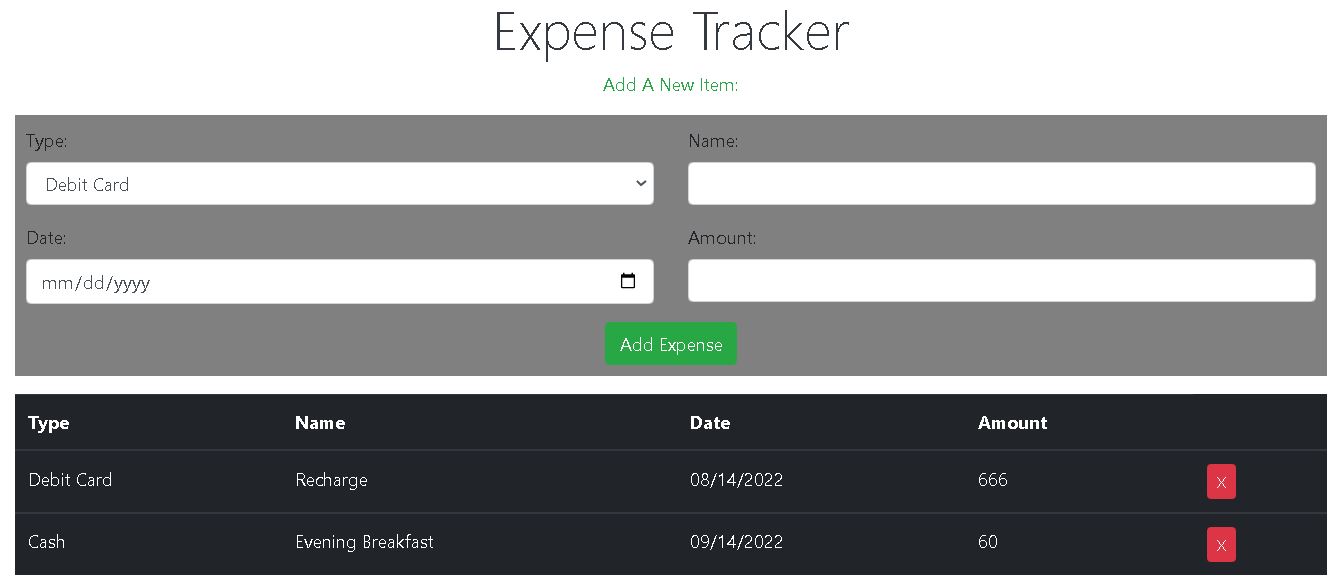 Expense Tracker
Add A New Item:
Type: Name:
Debit Card
Date: Amount:
mm/dd/yyyy
Add Expense
Type Name Date Amount
Debit Card Recharge 08/14/2022 666 X
Cash Evening Breakfast 09/14/2022 60 X